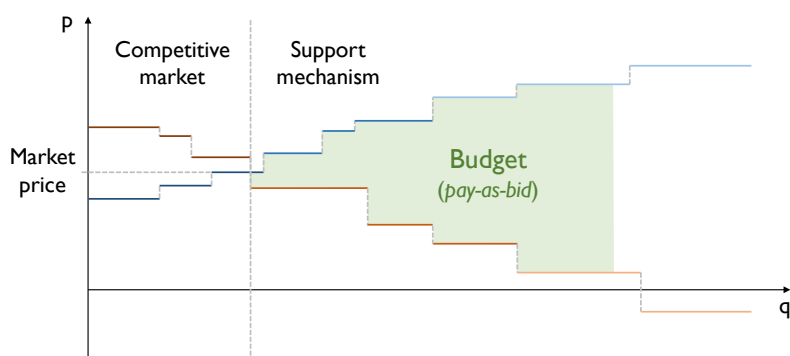 p
Competitive
market
Support
mechanism
Market
price
Budget
(pay-as-bid)
q